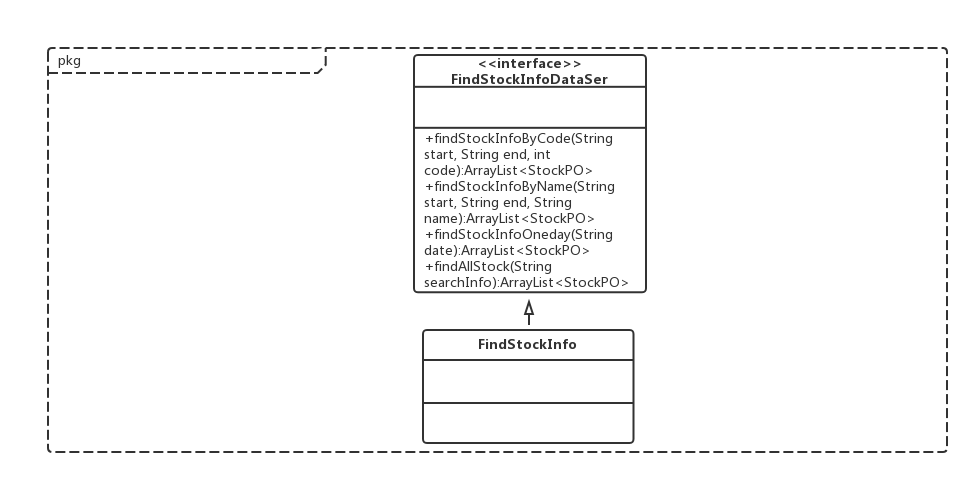 pkg
<<interface>>
FindStockInfoDataSer
+findStockInfoByCode(String
start, String end, int
code):ArrayList<StockPO>
+findStockInfoByName(String
start, String end, String
name):ArrayList<StockPO>
+findStockInfoOneday(String
date):ArrayList<StockPO>
+findAllStock(String
searchInfo):ArrayList<StockPO>
FindStockInfo